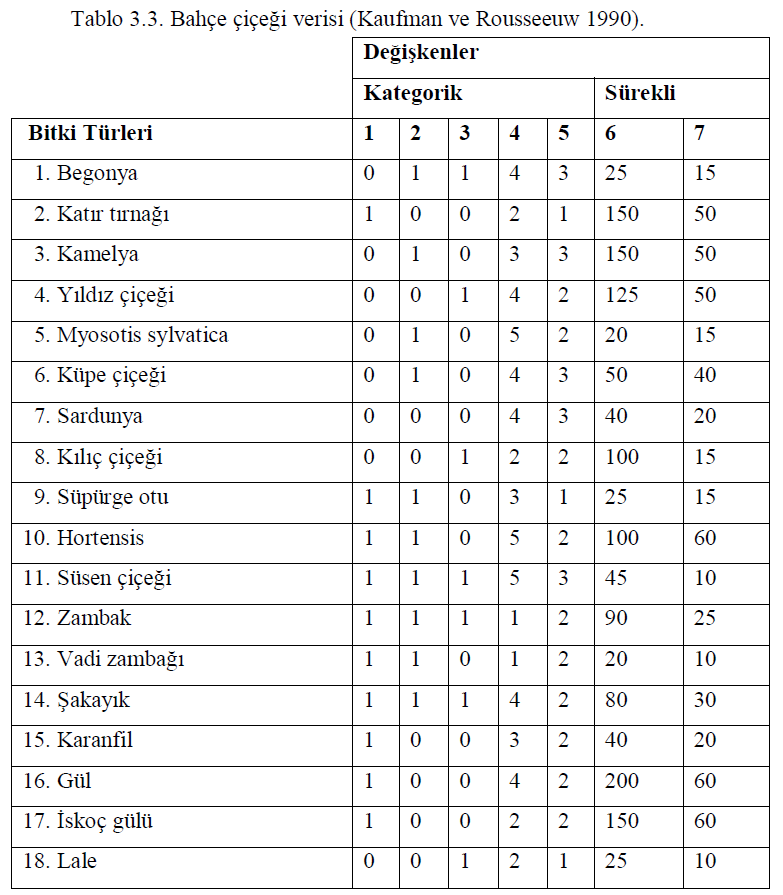 Tablo 3.3. Bahçe çiçeği verisi (Kaufman ve Rousseeuw 1990).
Değişkenler
Kategorik Sürekli
Bitki Türleri 1 2 3 4 5 6 7
1. Begonya 0 1 1 4 3 25 15
2. Katır tırnağı 1 0 0 2 1 150 50
3. Kamelya 0 1 0 3 3 150 50
4. Yıldız çiçeği 0 0 1 4 2 125 50
5. Myosotis sylvatica 0 1 0 5 2 20 15
6. Küpe çiçeği 0 1 0 4 3 50 40
7. Sardunya 0 0 0 4 3 40 20
8. Kılıç çiçeği 0 0 1 2 2 100 15
9. Süpürge otu 1 1 0 3 1 25 15
10. Hortensis 1 1 0 5 2 100 60
11. Süsen çiçeği 1 1 1 5 3 45 10
12. Zambak 1 1 1 1 2 90 25
13. Vadi zambağı 1 1 0 1 2 20 10
14. Şakayık 1 1 1 4 2 80 30
15. Karanfil 1 0 0 3 2 40 20
16. Gül 1 0 0 4 2 200 60
17. İskoç gülü 1 0 0 2 2 150 60
18. Lale 0 0 1 2 1 25 10